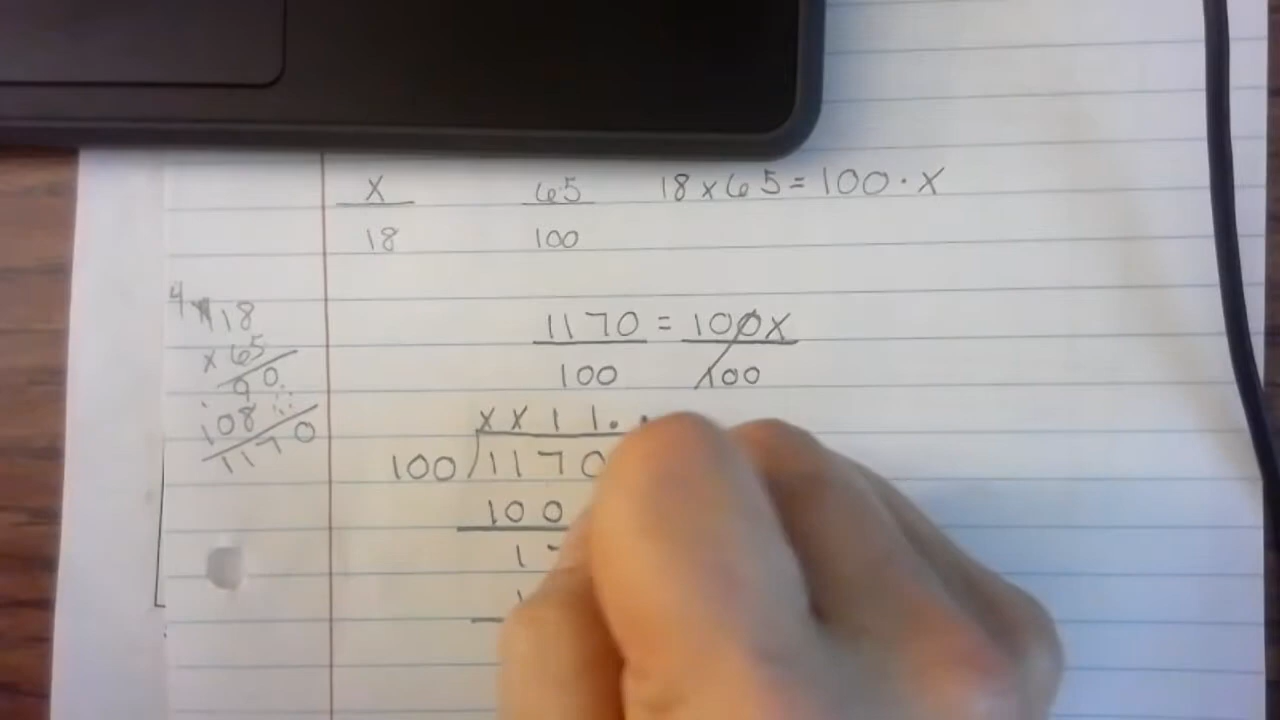 x 65 18 x 65 = 100 · x
18 100
4 18
x 65
90
108
1170
1170 = 100x
100 100
x x 1 1 .
100 1170
100
1